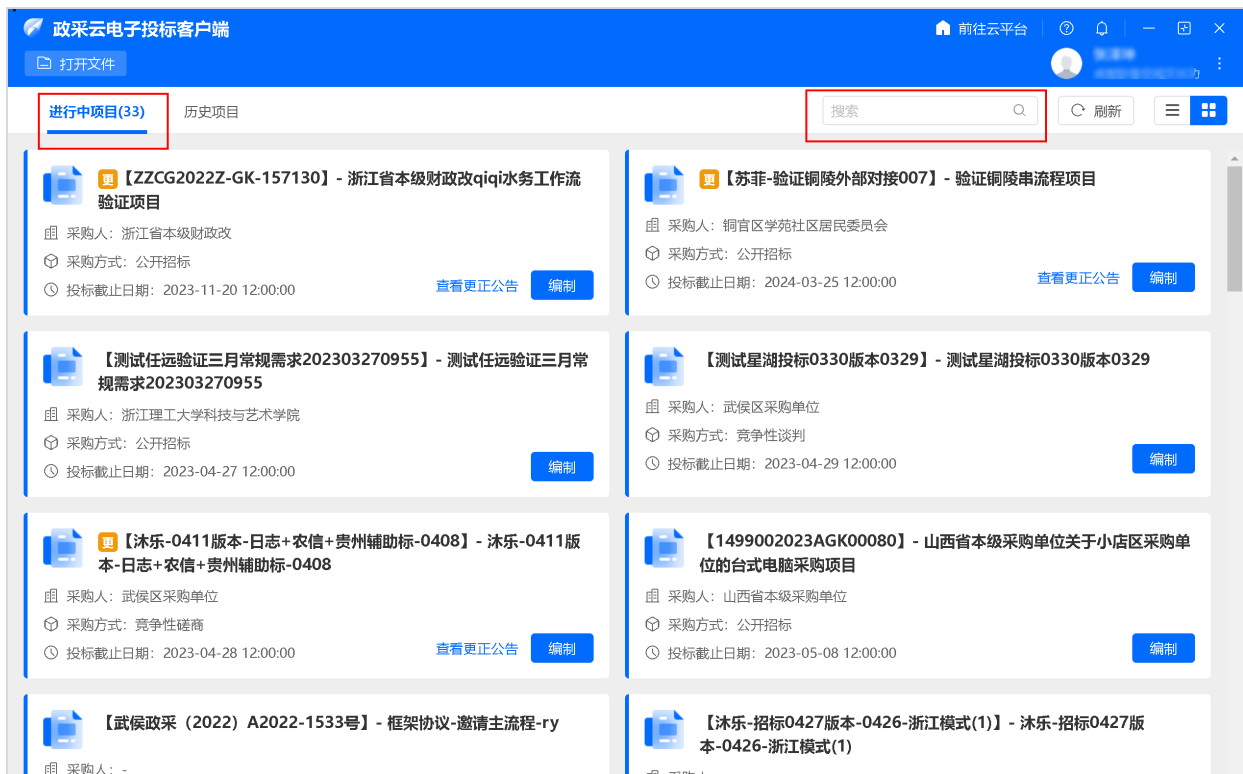 政采云电子投标客户端
前往云平台
打开文件
进行中项目(33)
历史项目
搜索
刷新
更【ZZCG2022Z-GK-157130】- 浙江省本级财政改qiqi水务工作流
验证项目
采购人：浙江省本级财政改
采购方式：公开招标
投标截止日期：2023-11-20 12:00:00
查看更正公告
编制
更【苏菲-验证铜陵外部对接007】- 验证铜陵串流程项目
采购人：铜官区学苑社区居民委员会
采购方式：公开招标
投标截止日期：2024-03-25 12:00:00
查看更正公告
编制
【测试任远验证三月常规需求202303270955】- 测试任远验证三月常
规需求202303270955
采购人：浙江理工大学科技与艺术学院
采购方式：公开招标
投标截止日期：2023-04-27 12:00:00
编制
【测试星湖投标0330版本0329】- 测试星湖投标0330版本0329
采购人：武侯区采购单位
采购方式：竞争性谈判
投标截止日期：2023-04-29 12:00:00
编制
更【沐乐-0411版本-日志+农信+贵州辅助标-0408】- 沐乐-0411版
本-日志+农信+贵州辅助标-0408
采购人：武侯区采购单位
采购方式：竞争性磋商
投标截止日期：2023-04-28 12:00:00
查看更正公告
编制
【1499002023AGK00080】- 山西省本级采购单位关于小店区采购单
位的台式电脑采购项目
采购人：山西省本级采购单位
采购方式：公开招标
投标截止日期：2023-05-08 12:00:00
编制
【武侯政采（2022）A2022-1533号】- 框架协议-邀请主流程-ry
采购人：-
【沐乐-招标0427版本-0426-浙江模式(1)】- 沐乐-招标0427版
本-0426-浙江模式(1)